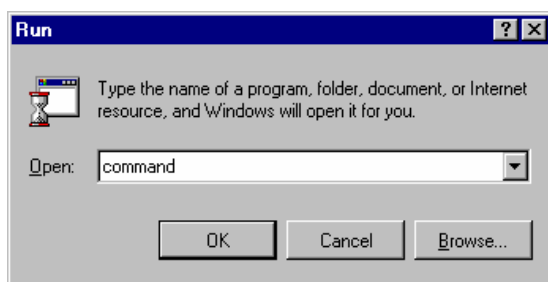 Run
Type the name of a program, folder, document, or Internet
resource, and Windows will open it for you.
Open: command
OK Cancel Browse...